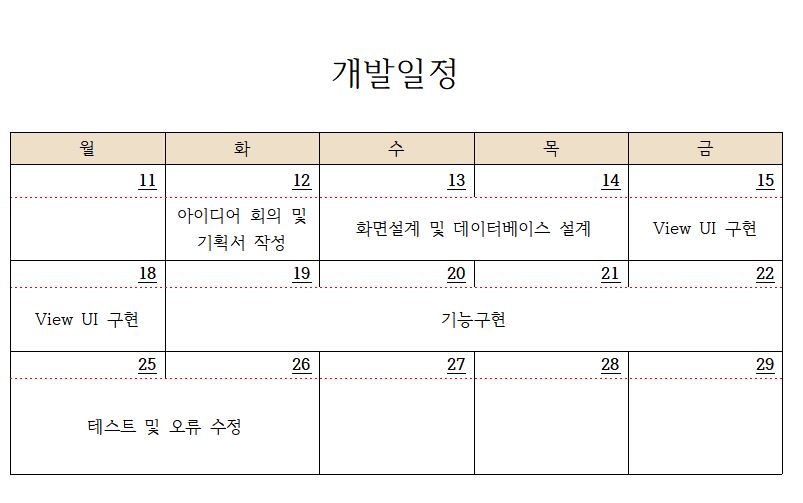 개발일정
월 화 수 목 금
11 12 13 14 15
아이디어 회의 및
기획서 작성
화면설계 및 데이터베이스 설계
View UI 구현
18 19 20 21 22
View UI 구현
기능구현
25 26 27 28 29
테스트 및 오류 수정